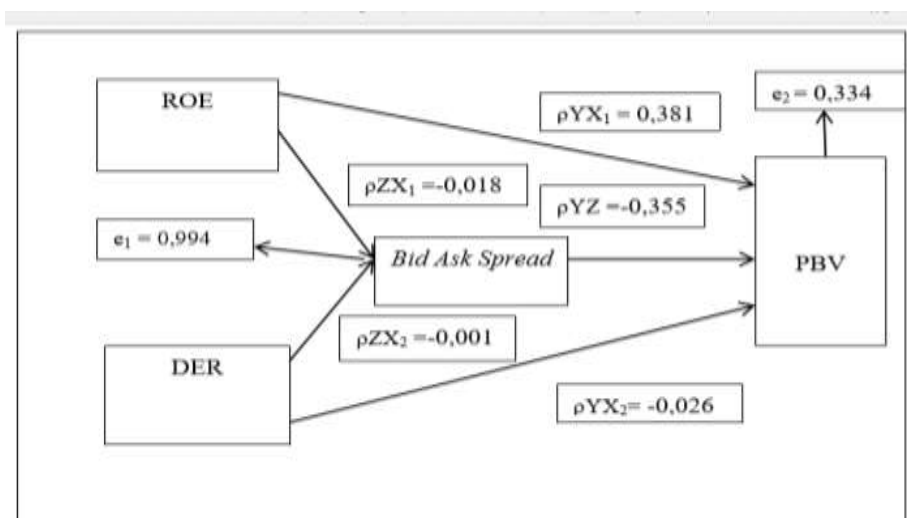 ROE
e₂ = 0,334
ρYX₁ = 0,381
ρZX₁ =-0,018
ρYZ =-0,355
e₁ = 0,994
Bid Ask Spread
PBV
ρZX₂ =-0,001
DER
ρYX₂= -0,026